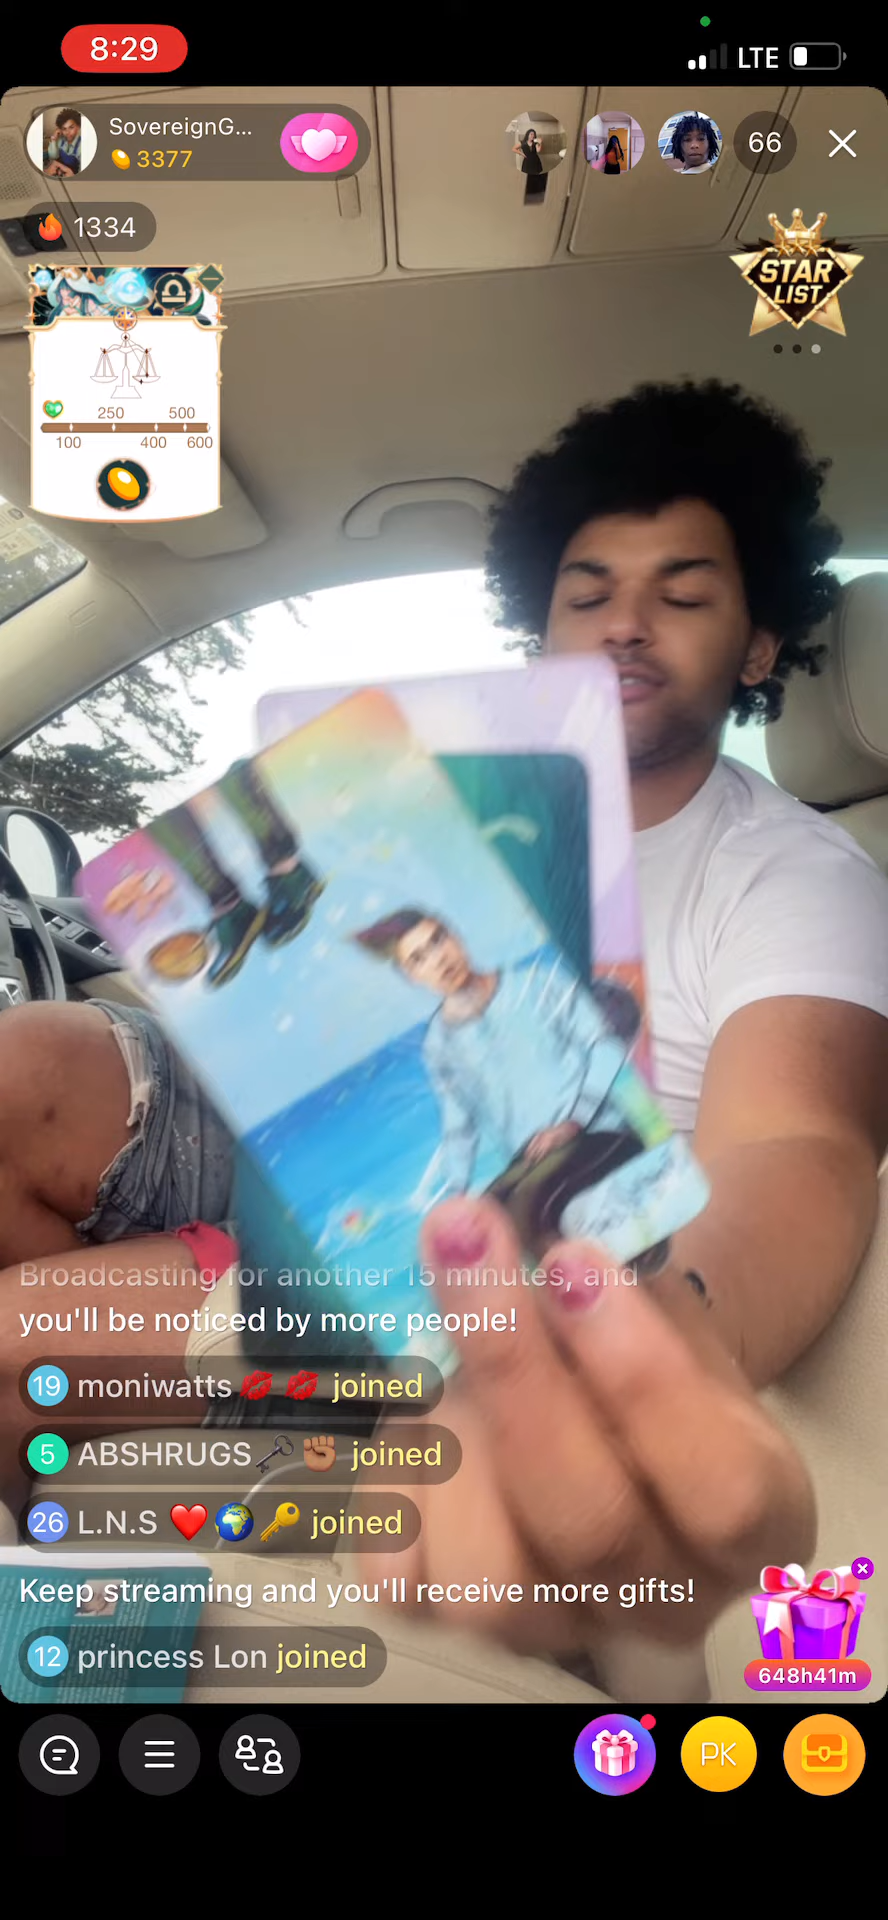 8:29
LTE
SovereignG...
3377
66
1334
STAR
LIST
250 500
100 400 600
Broadcasting for another 15 minutes, and
you'll be noticed by more people!
19 moniwatts💋 💋 joined
5 ABSHRUGS🗝️✊🏽 joined
26 L.N.S ❤️🌍🔑 joined
Keep streaming and you'll receive more gifts!
12 princess Lon joined
648h41m
PK